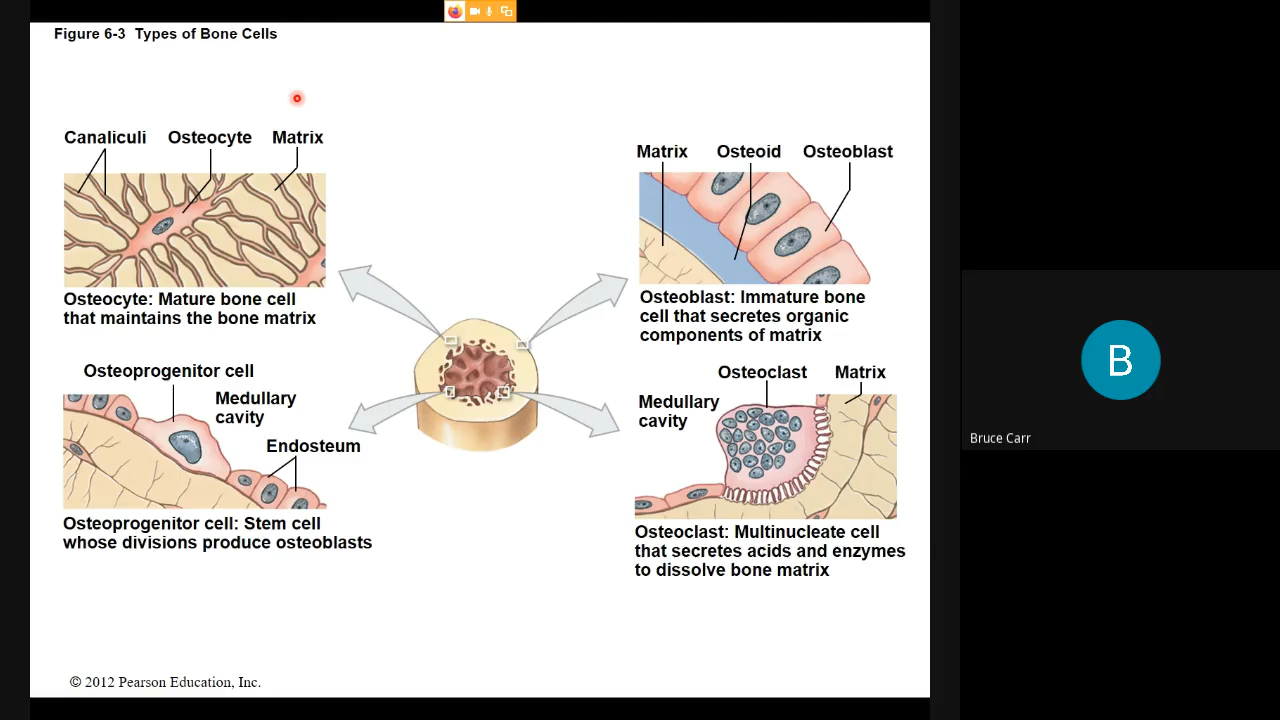 Figure 6-3 Types of Bone Cells
Canaliculi
Osteocyte
Matrix
Osteocyte: Mature bone cell
that maintains the bone matrix
Matrix
Osteoid
Osteoblast
Osteoblast: Immature bone
cell that secretes organic
components of matrix
Osteoprogenitor cell
Medullary
cavity
Endosteum
Osteoprogenitor cell: Stem cell
whose divisions produce osteoblasts
Osteoclast
Matrix
Medullary
cavity
Osteoclast: Multinucleate cell
that secretes acids and enzymes
to dissolve bone matrix
© 2012 Pearson Education, Inc.
B
Bruce Carr